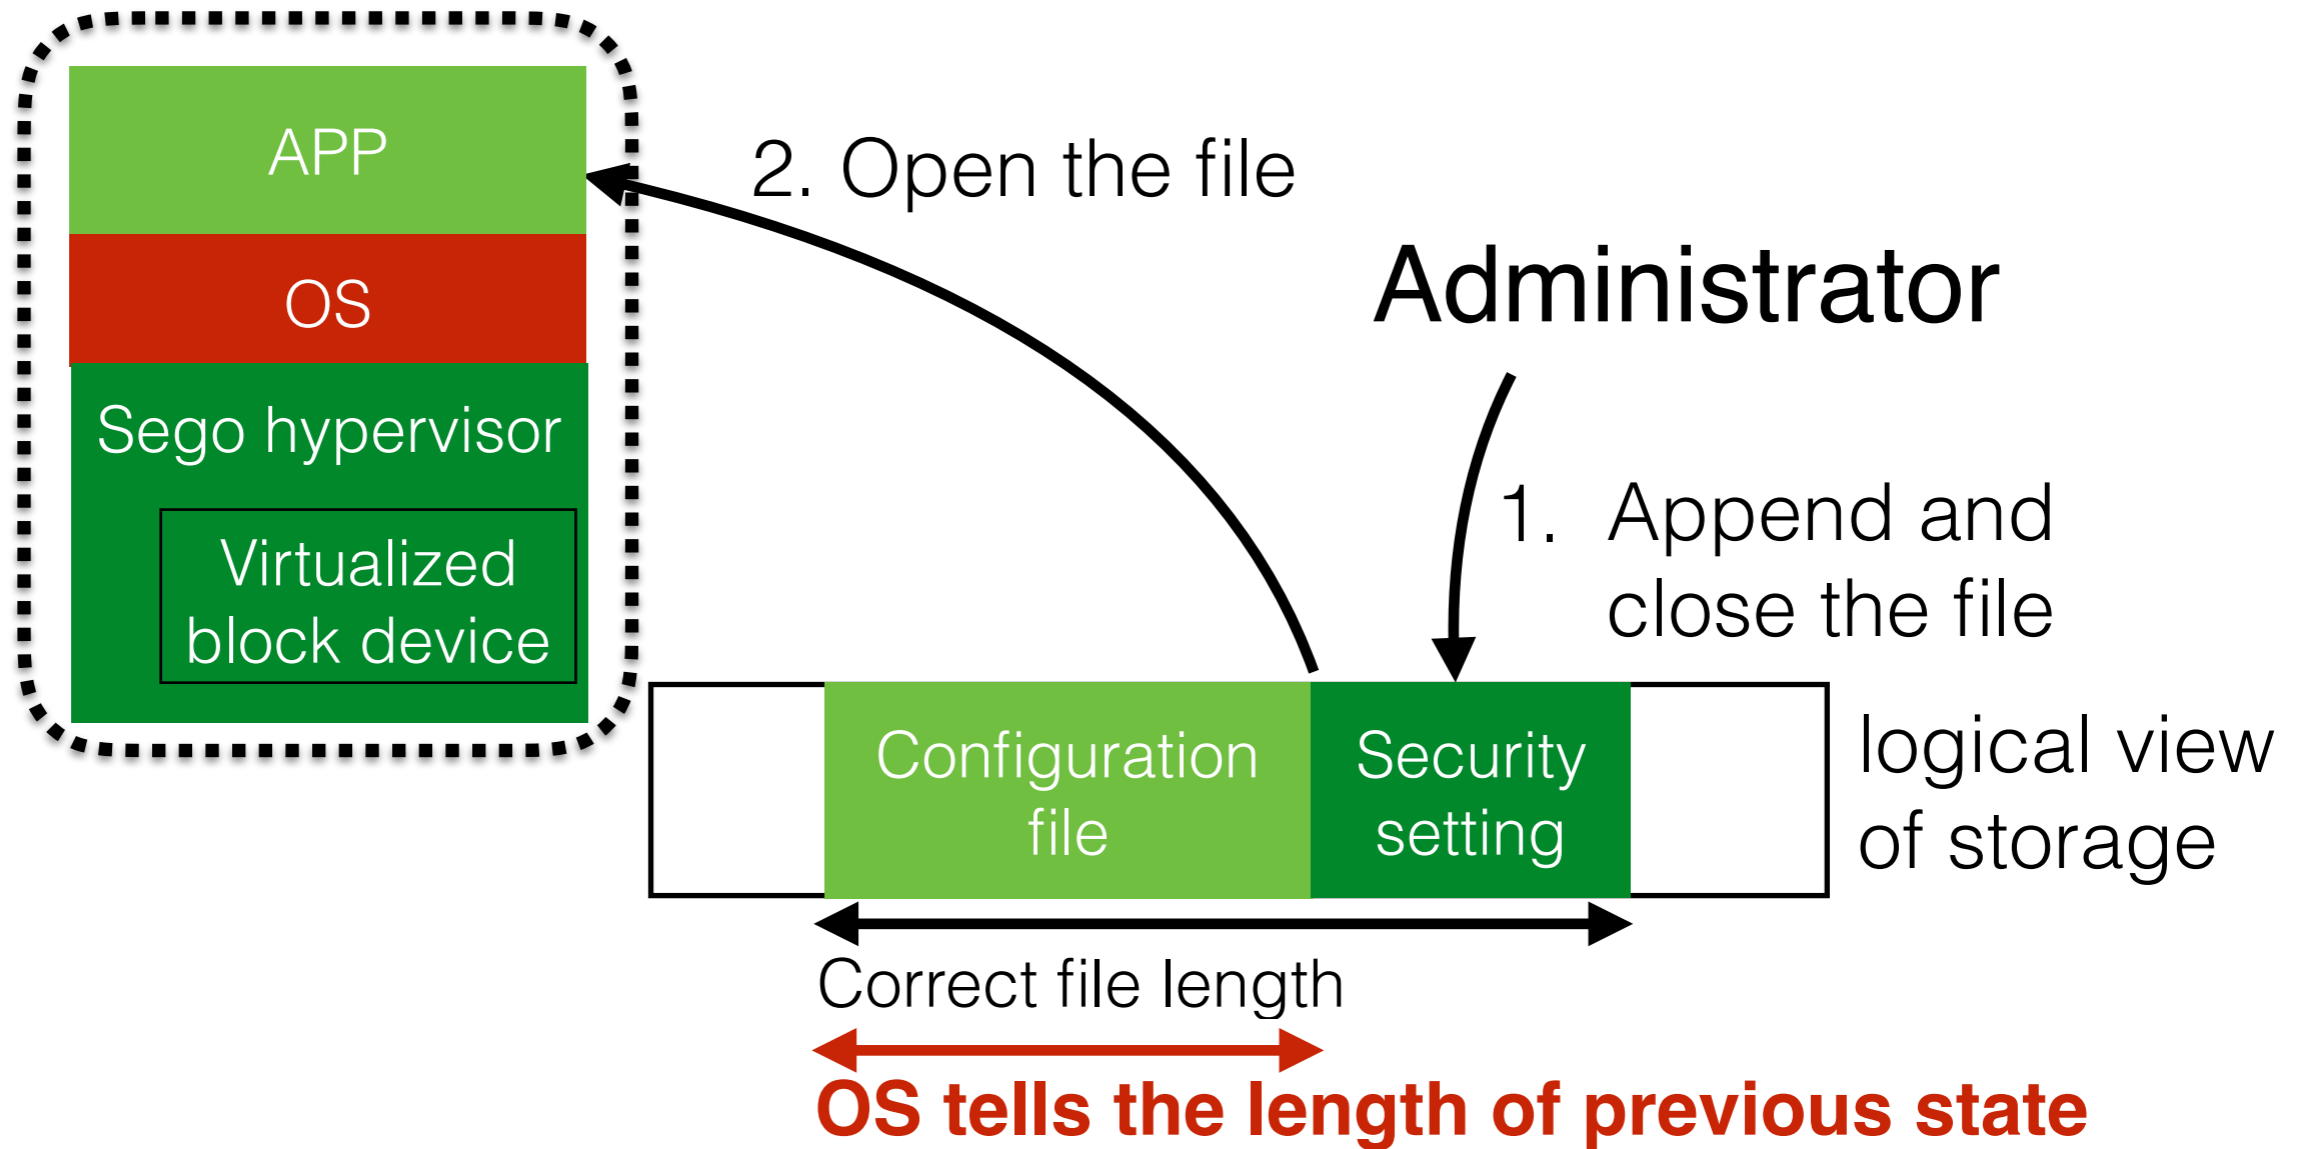 APP
OS
Sego hypervisor
Virtualized
block device
2. Open the file
Administrator
1. Append and
close the file
Configuration
file
Security
setting
logical view
of storage
Correct file length
OS tells the length of previous state